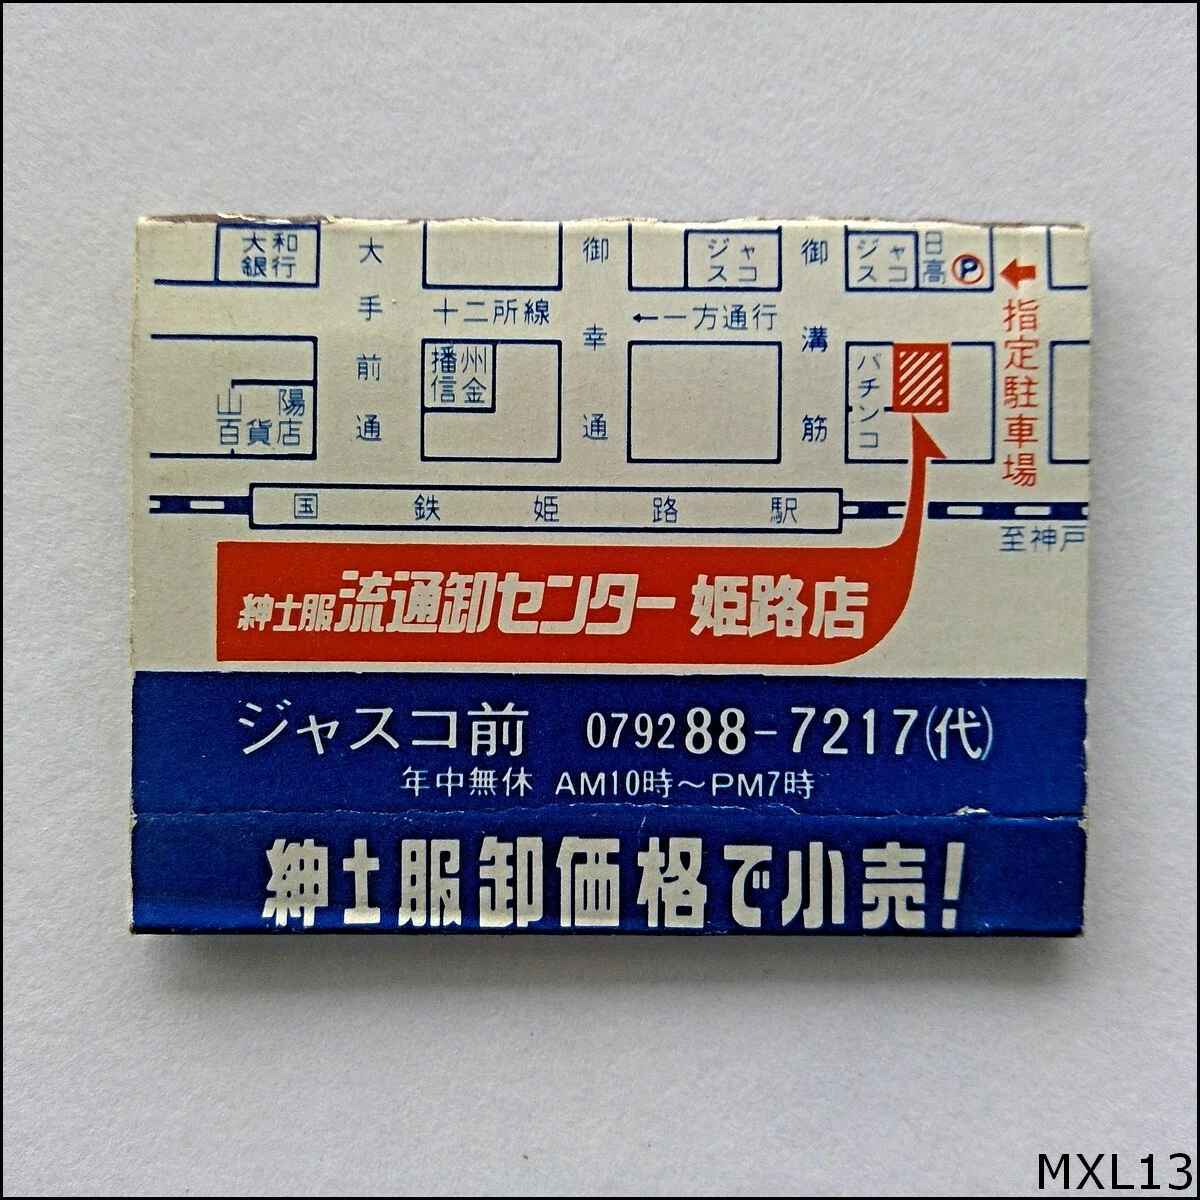 大和
銀行
大手前通
御幸通
ジャ
スコ
御溝筋
ジャ
スコ
日高
P
←
指定駐車場
十二所線
←一方通行
播州
信金
パチンコ
山陽
百貨店
国鉄姫路駅
至神戸
紳士服流通卸センター 姫路店
ジャスコ前 079288-7217(代)
年中無休 AM10時〜PM7時
紳士服卸価格で小売!
MXL13